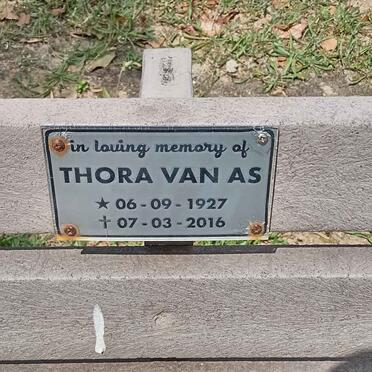 in loving memory of
THORA VAN AS
★ 06-09-1927
✝ 07-03-2016